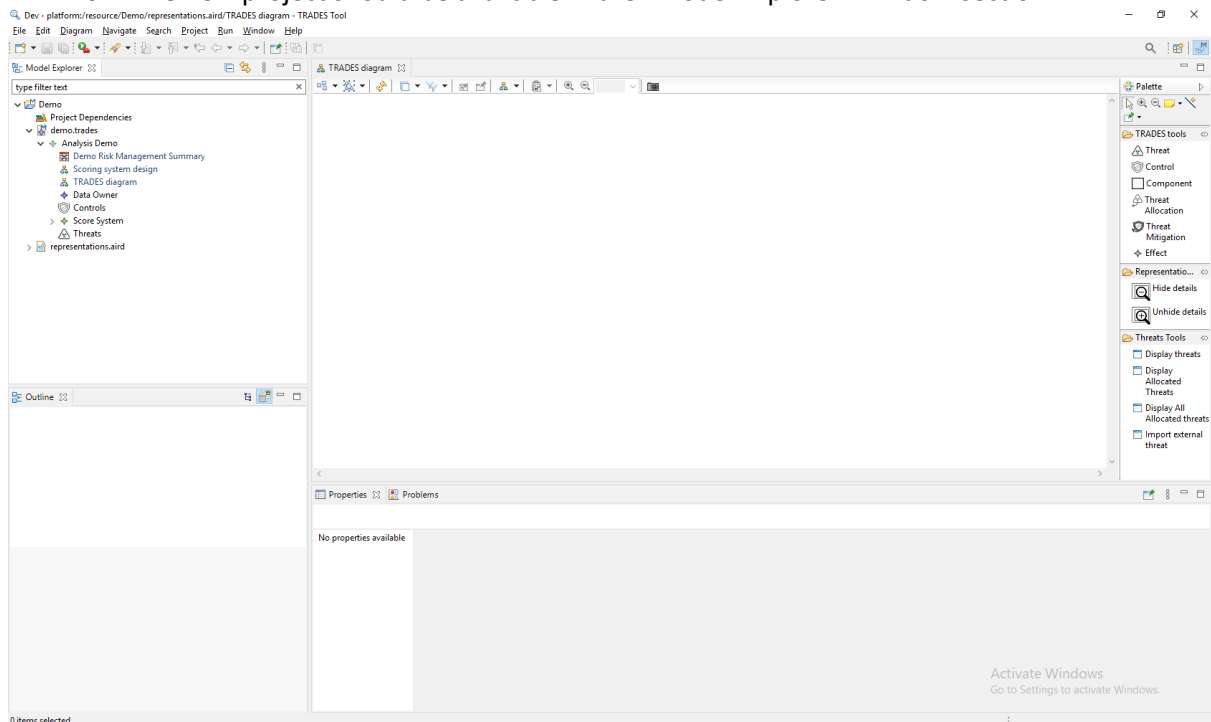 Dev - platform:/resource/Demo/representations.aird/TRADES diagram - TRADES Tool
File Edit Diagram Navigate Search Project Run Window Help
Model Explorer
TRADES diagram
type filter text
Palette
Demo
Project Dependencies
demo.trades
Analysis Demo
Demo Risk Management Summary
Scoring system design
TRADES diagram
Data Owner
Controls
Score System
Threats
representations.aird
TRADES tools
Threat
Control
Component
Threat
Allocation
Threat
Mitigation
Effect
Representatio...
Hide details
Unhide details
Threats Tools
Display threats
Display
Allocated
Threats
Display All
Allocated threats
Import external
threat
Outline
Properties
Problems
No properties available
Activate Windows
Go to Settings to activate Windows.
0 items selected